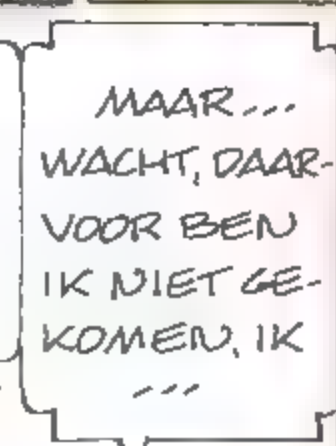 MAAR...
WACHT, DAAR-
VOOR BEN
IK NIET GE-
KOMEN. IK
...